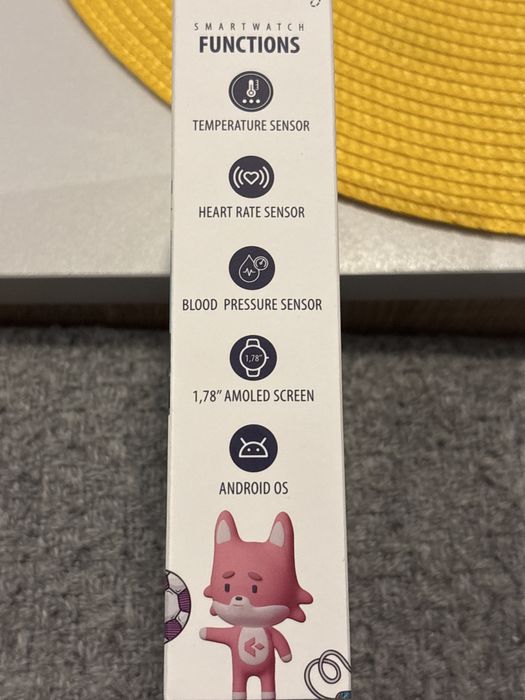 SMARTWATCH
FUNCTIONS
TEMPERATURE SENSOR
HEART RATE SENSOR
BLOOD PRESSURE SENSOR
1,78"
1,78" AMOLED SCREEN
ANDROID OS